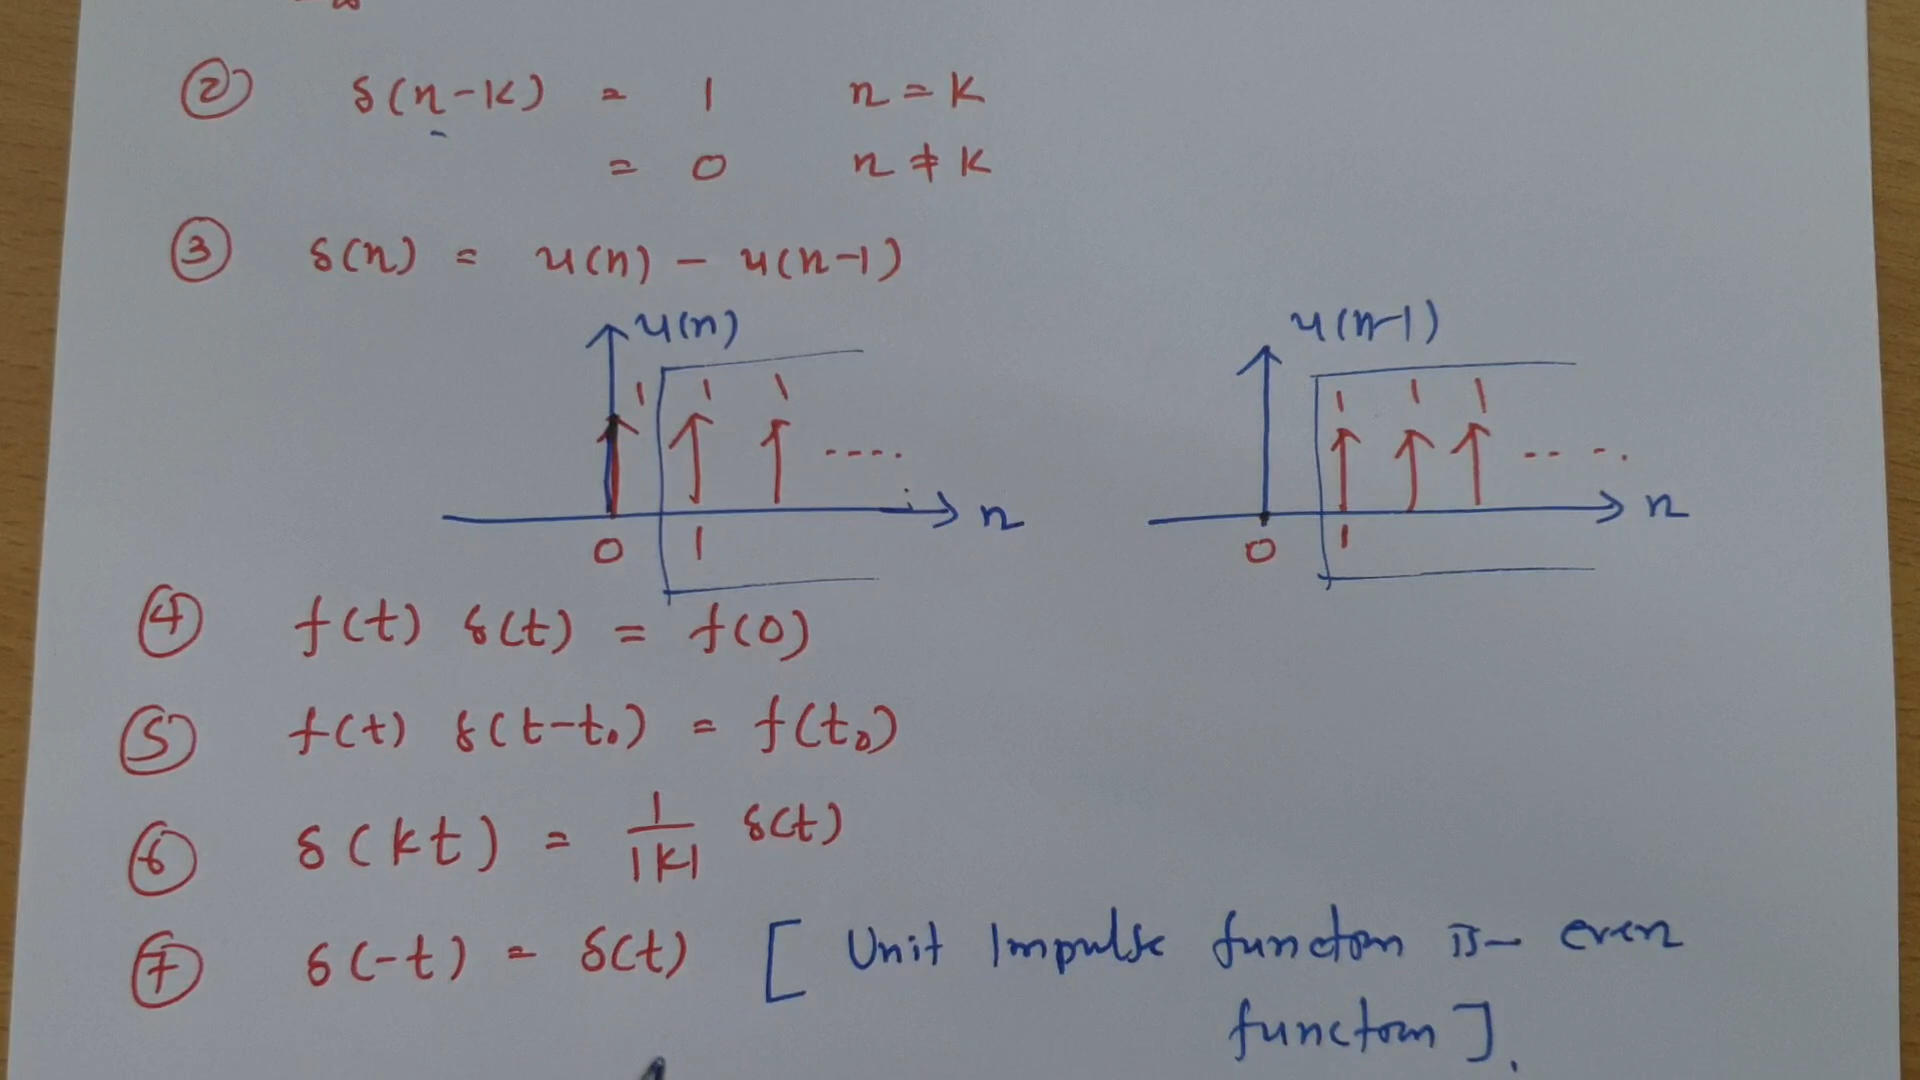 ② δ(n-k) = 1 n = k
= 0 n ≠ k
③ δ(n) = u(n) - u(n-1)
u(n)
1 1 1 ....
n
0 1
u(n-1)
1 1 1 .....
n
0 1
④ f(t) δ(t) = f(0)
⑤ f(t) δ(t-t₀) = f(t₀)
⑥ δ(kt) = 1/|k| δ(t)
⑦ δ(-t) = δ(t) [ Unit Impulse function is even
function ].